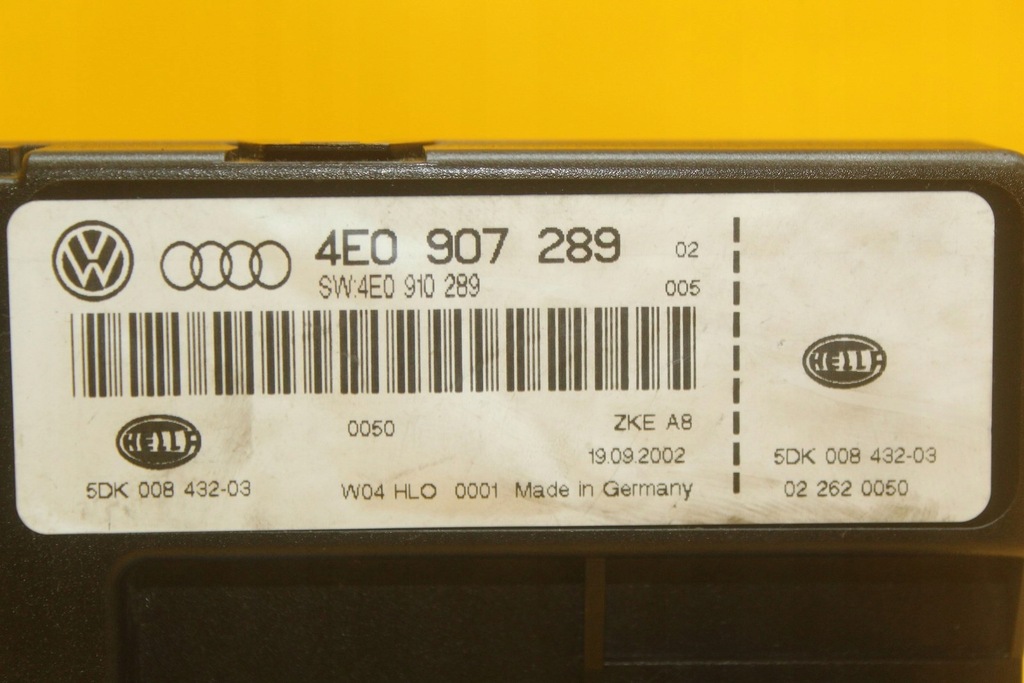 4E0 907 289 02
SW:4E0 910 289 005
HELLA
0050 ZKE A8
19.09.2002
5DK 008 432-03 W04 HLO 0001 Made in Germany
HELLA
5DK 008 432-03
02 262 0050